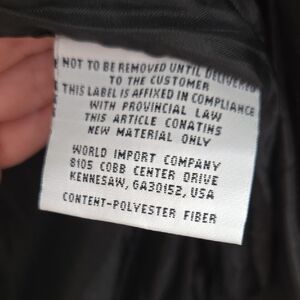 NOT TO BE REMOVED UNTIL DELIVERED
TO THE CUSTOMER
THIS LABEL IS AFFIXED IN COMPLIANCE
WITH PROVINCIAL LAW
THIS ARTICLE CONATINS
NEW MATERIAL ONLY
WORLD IMPORT COMPANY
8105 COBB CENTER DRIVE
KENNESAW, GA30152, USA
CONTENT-POLYESTER FIBER